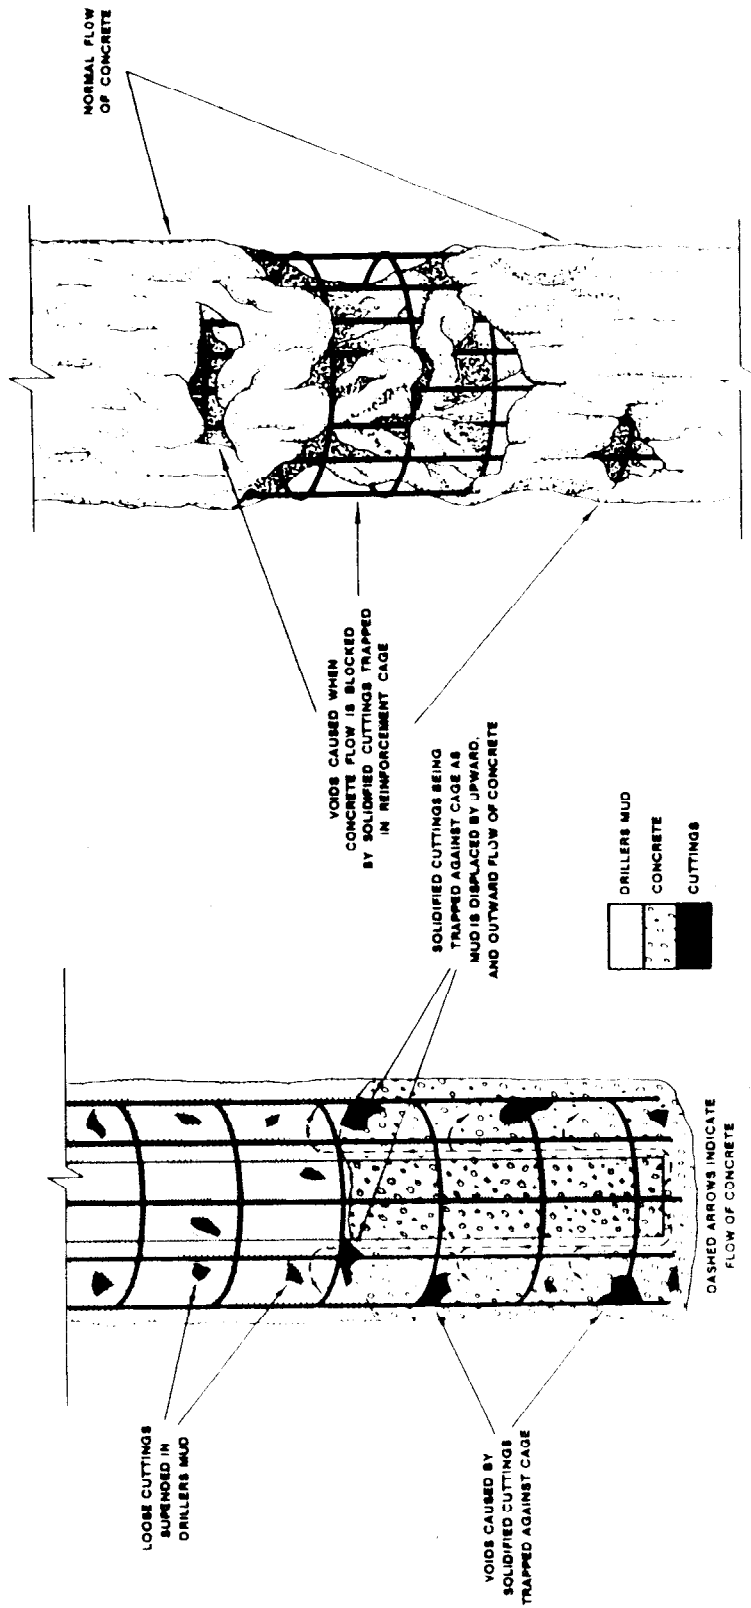 LOOSE CUTTINGS
SUPENDED IN
DRILLERS MUD
VOIDS CAUSED BY
SOLIDIFIED CUTTINGS
TRAPPED AGAINST CAGE
DASHED ARROWS INDICATE
FLOW OF CONCRETE
SOLIDIFIED CUTTINGS BEING
TRAPPED AGAINST CAGE AS
MUD IS DISPLACED BY UPWARD,
AND OUTWARD FLOW OF CONCRETE
DRILLERS MUD
CONCRETE
CUTTINGS
VOIDS CAUSED WHEN
CONCRETE FLOW IS BLOCKED
BY SOLIDIFIED CUTTINGS TRAPPED
IN REINFORCEMENT CAGE
NORMAL FLOW
OF CONCRETE